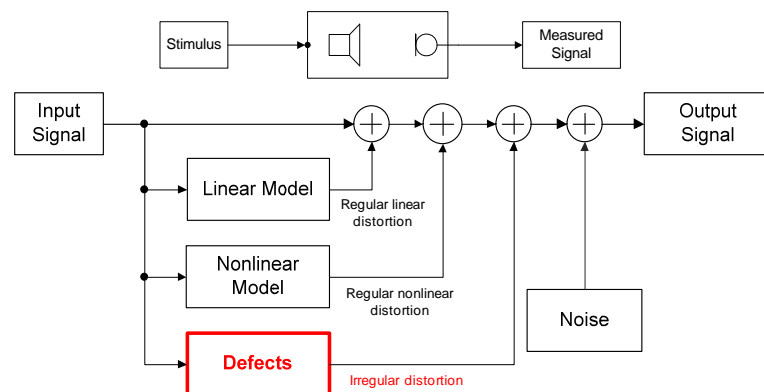 Stimulus
Measured
Signal
Input
Signal
Output
Signal
Linear Model
Regular linear
distortion
Nonlinear
Model
Regular nonlinear
distortion
Noise
Defects
Irregular distortion